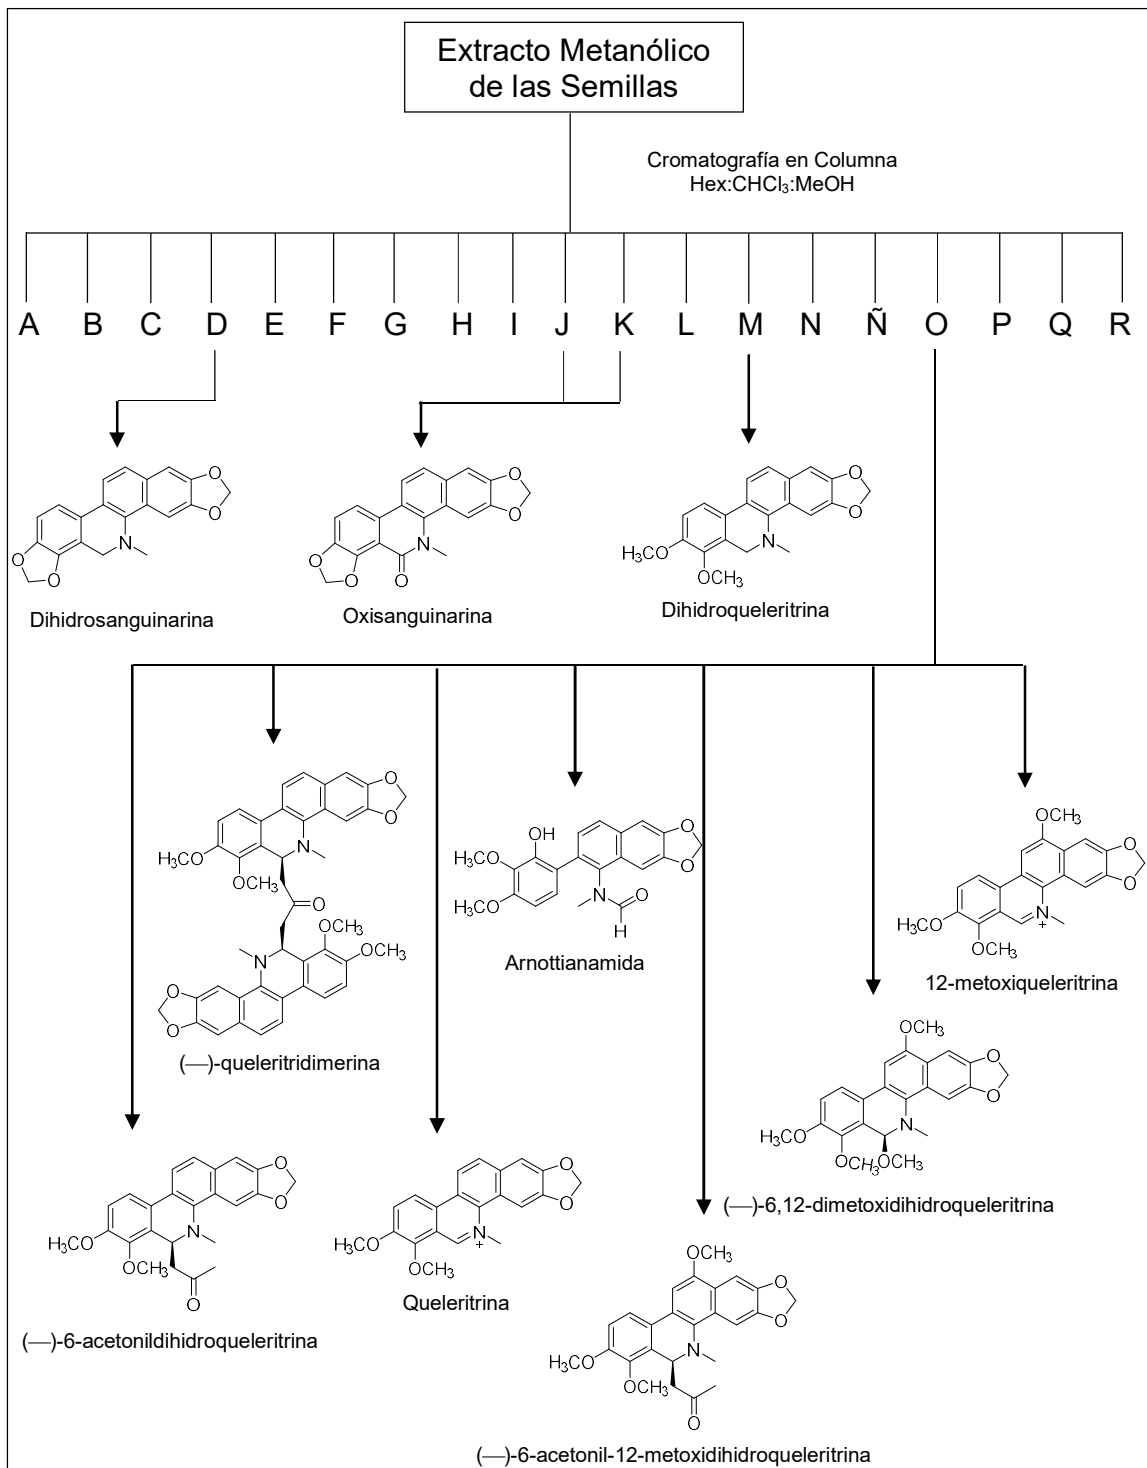 Extracto Metanólico
de las Semillas
Cromatografía en Columna
Hex:CHCl₃:MeOH
A B C D E F G H I J K L M N Ñ O P Q R
O
O
N
O
O
Dihidrosanguinarina
O
O
N
O
O
O
Oxisanguinarina
O
O
N
H₃CO
OCH₃
Dihidroqueleritrina
O
O
N
H₃CO
OCH₃
O
OCH₃
OCH₃
N
O
O
(—)-queleritridimerina
OH
H₃CO
H₃CO
O
O
N
O
H
Arnottianamida
OCH₃
O
O
N
+
H₃CO
OCH₃
12-metoxiqueleritrina
OCH₃
O
O
N
H₃CO
OCH₃
OCH₃
(—)-6,12-dimetoxidihidroqueleritrina
O
O
N
H₃CO
OCH₃
O
(—)-6-acetonildihidroqueleritrina
O
O
N
+
H₃CO
OCH₃
Queleritrina
OCH₃
O
O
N
H₃CO
OCH₃
O
(—)-6-acetonil-12-metoxidihidroqueleritrina